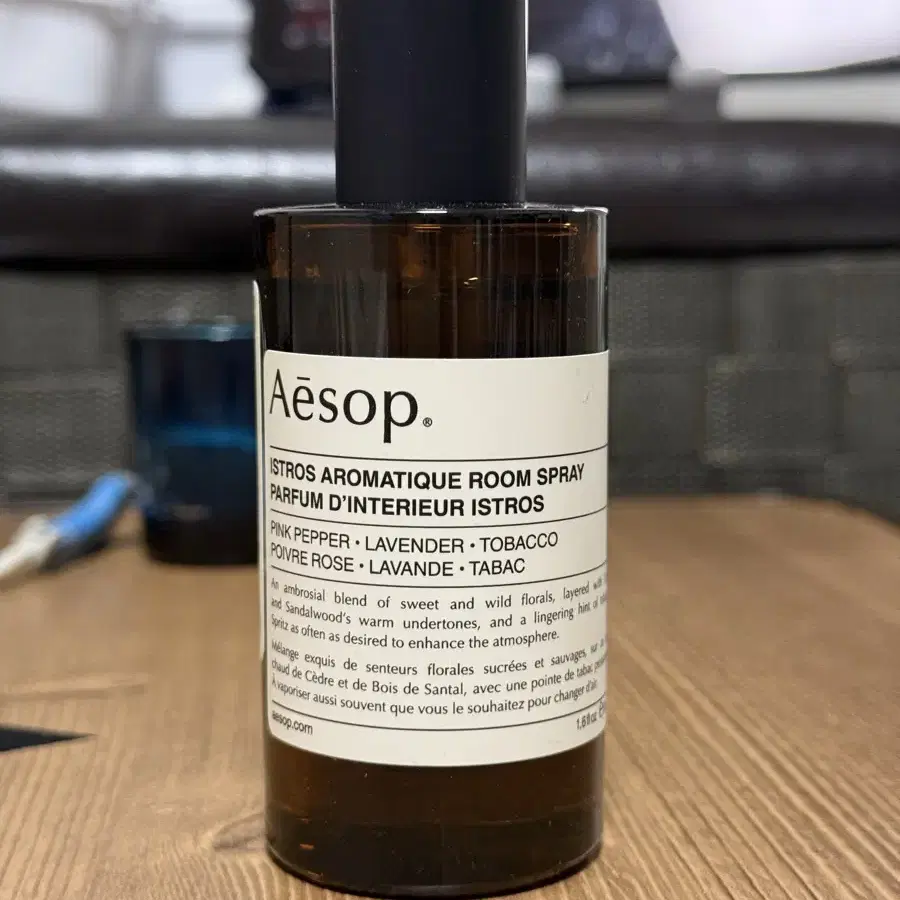 Aēsop®
ISTROS AROMATIQUE ROOM SPRAY
PARFUM D'INTERIEUR ISTROS
PINK PEPPER • LAVENDER • TOBACCO
POIVRE ROSE • LAVANDE • TABAC
An ambrosial blend of sweet and wild florals, layered with
and Sandalwood's warm undertones, and a lingering hint of
Spritz as often as desired to enhance the atmosphere.
Mélange exquis de senteurs florales sucrées et sauvages, sur
chaud de Cèdre et de Bois de Santal, avec une pointe de tabac
À vaporiser aussi souvent que vous le souhaitez pour changer d'air.
aesop.com
1.6 fl oz